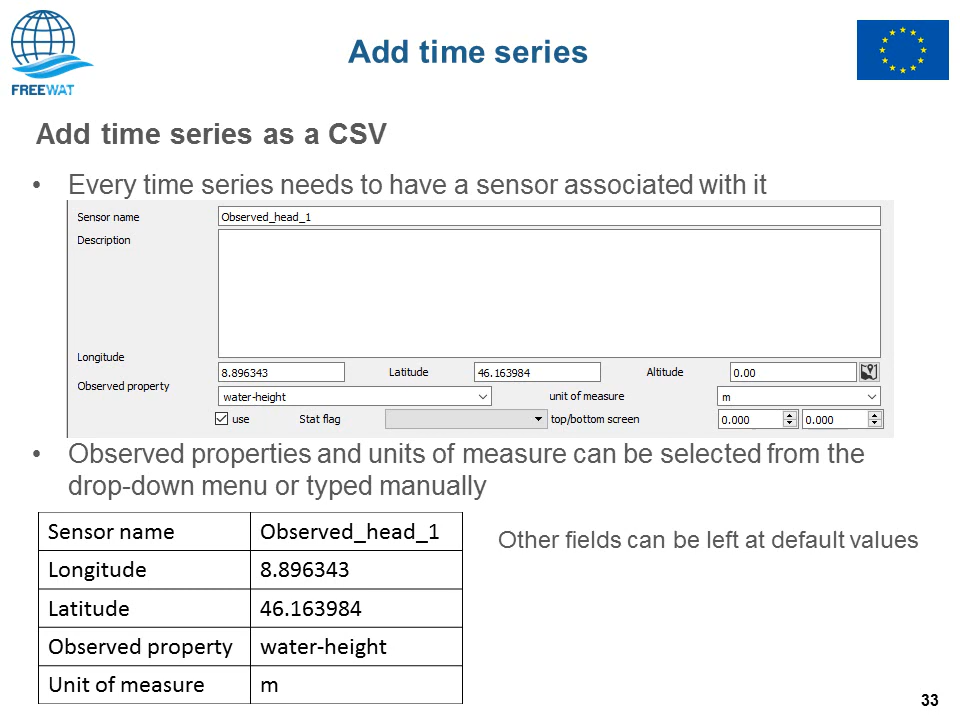 FREEWAT
Add time series
Add time series as a CSV
• Every time series needs to have a sensor associated with it
Sensor name Observed_head_1
Description
Longitude 8.896343 Latitude 46.163984 Altitude 0.00
Observed property water-height unit of measure m
use Stat flag top/bottom screen 0.000 0.000
• Observed properties and units of measure can be selected from the
drop-down menu or typed manually
Sensor name Observed_head_1
Longitude 8.896343
Latitude 46.163984
Observed property water-height
Unit of measure m
Other fields can be left at default values
33